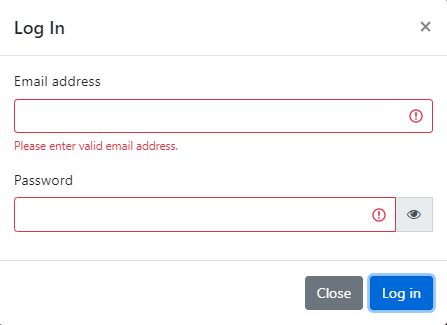 Log In
×
Email address
Please enter valid email address.
Password
Close
Log in